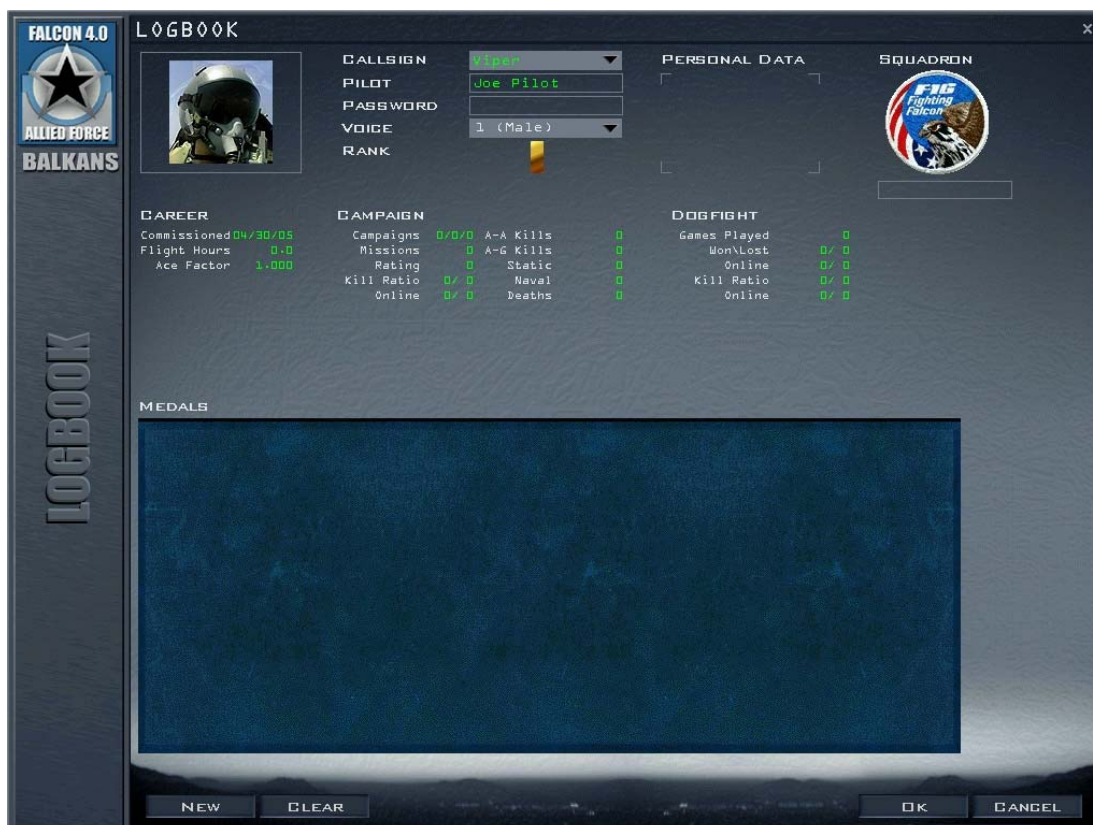 FALCON 4.0
ALLIED FORCE
BALKANS
LOGBOOK
LOGBOOK
x
CALLSIGN Viper
PILOT Joe Pilot
PASSWORD
VOICE 1 (Male)
RANK
PERSONAL DATA
SQUADRON
F-16
Fighting
Falcon
CAREER
Commissioned 04/30/05
Flight Hours 0.0
Ace Factor 1.000
CAMPAIGN
Campaigns 0/0/0 A-A Kills 0
Missions 0 A-G Kills 0
Rating 0 Static 0
Kill Ratio 0/ 0 Naval 0
Online 0/ 0 Deaths 0
DOGFIGHT
Games Played 0
Won\Lost 0/ 0
Online 0/ 0
Kill Ratio 0/ 0
Online 0/ 0
MEDALS
NEW CLEAR OK CANCEL